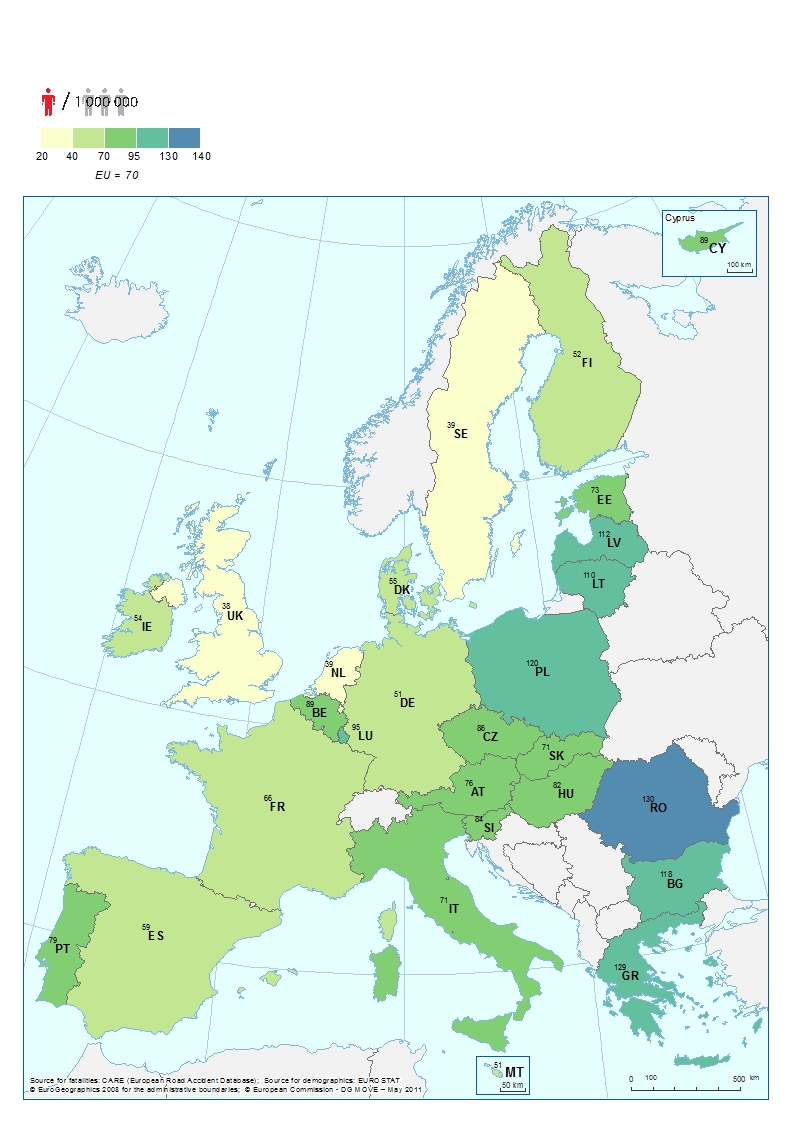 / 1 000 000
20 40 70 95 130 140
EU = 70
Cyprus
89 CY
100 km
52 FI
39 SE
73 EE
112 LV
110 LT
55 DK
38 UK
54 IE
39 NL
120 PL
51 DE
89 BE
95 LU
86 CZ
71 SK
76 AT
82 HU
66 FR
130 RO
84 SI
118 BG
71 IT
59 ES
79 PT
129 GR
51 MT
50 km
0 100 500 km
Source for fatalities: CARE (European Road Accident Database); Source for demographics: EUROSTAT
© EuroGeographics 2008 for the administrative boundaries; © European Commission - DG MOVE – May 2011